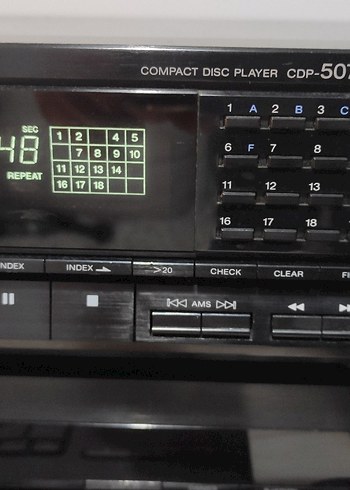 COMPACT DISC PLAYER CDP-507
1 A 2 B 3 C
SEC
48
1 2 4 5
7 8 9 10
11 12 13 14
16 17 18
REPEAT
6 F 7 8
11 12 13
16 17 18
INDEX INDEX >20 CHECK CLEAR
AMS